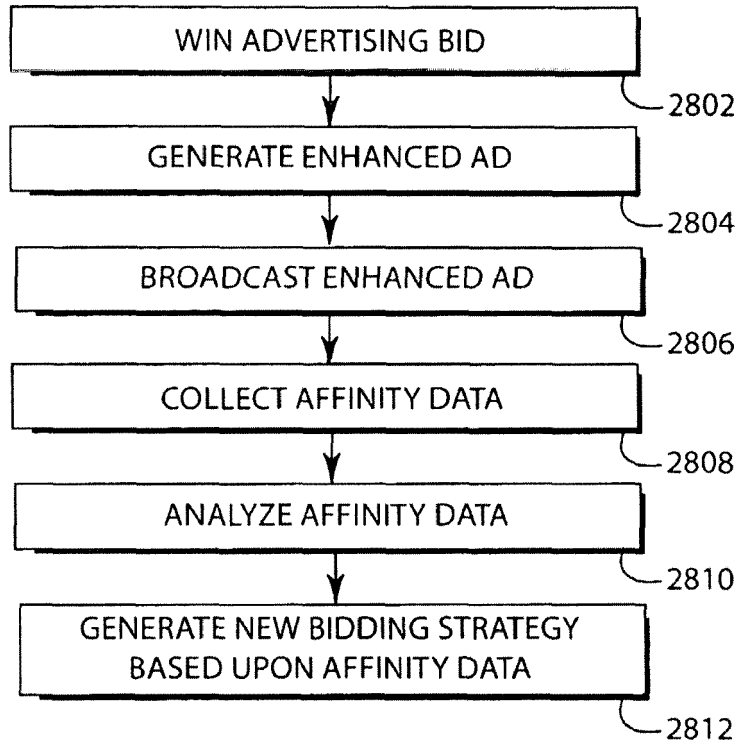 WIN ADVERTISING BID
2802
GENERATE ENHANCED AD
2804
BROADCAST ENHANCED AD
2806
COLLECT AFFINITY DATA
2808
ANALYZE AFFINITY DATA
2810
GENERATE NEW BIDDING STRATEGY
BASED UPON AFFINITY DATA
2812